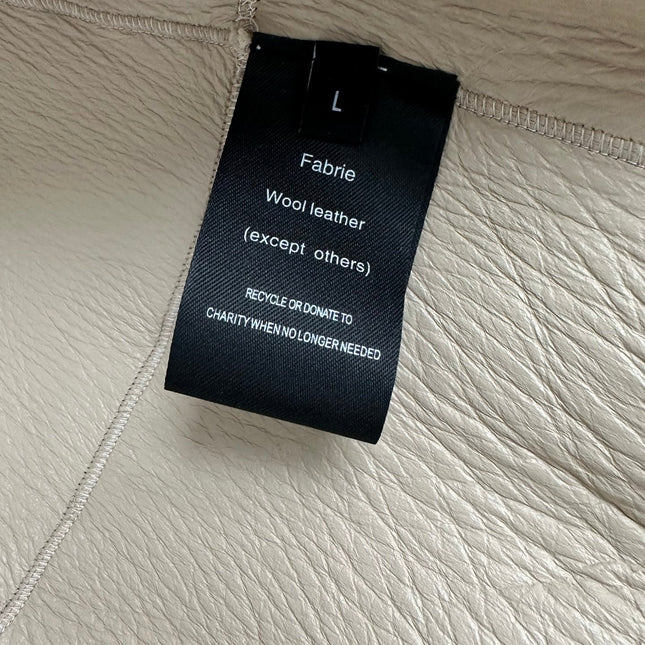 L
Fabrie
Wool leather
(except others)
RECYCLE OR DONATE TO
CHARITY WHEN NO LONGER NEEDED